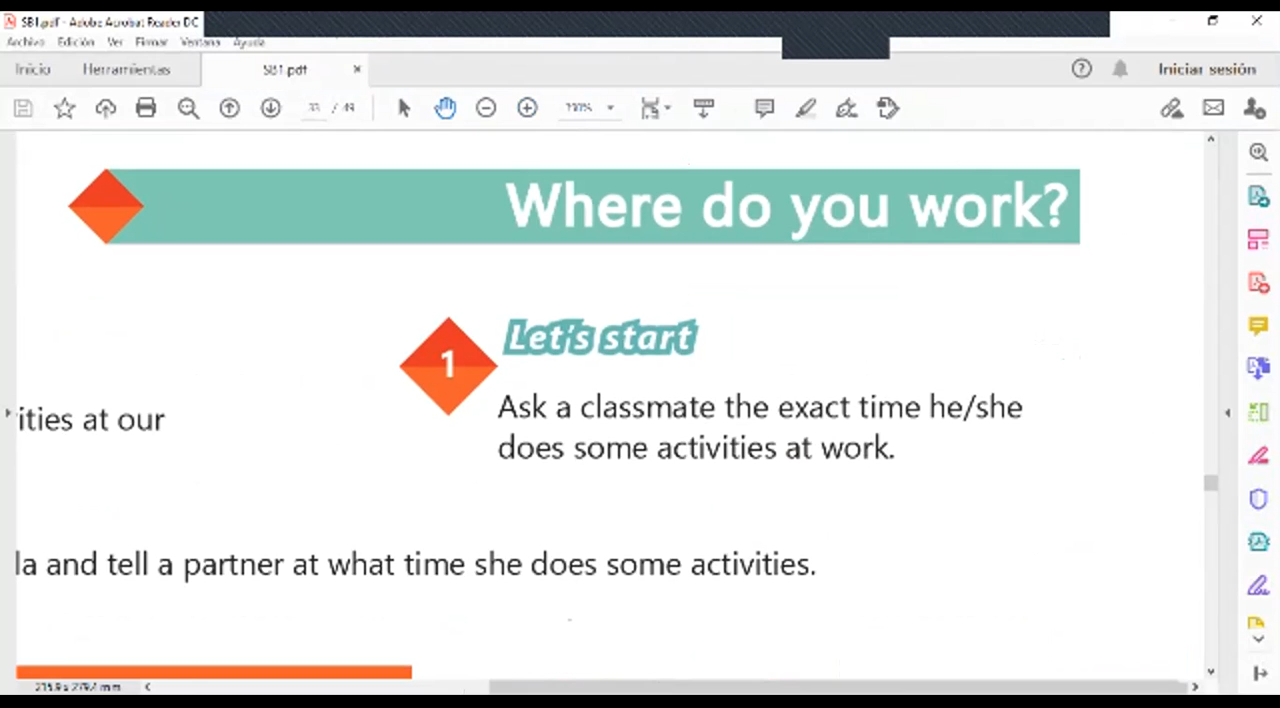 SB1.pdf - Adobe Acrobat Reader DC
Archivo Edición Ver Firmar Ventana Ayuda
Inicio Herramientas SB1.pdf
Iniciar sesión
33 / 49
Where do you work?
1
Let's start
Ask a classmate the exact time he/she
does some activities at work.
ities at our
la and tell a partner at what time she does some activities.